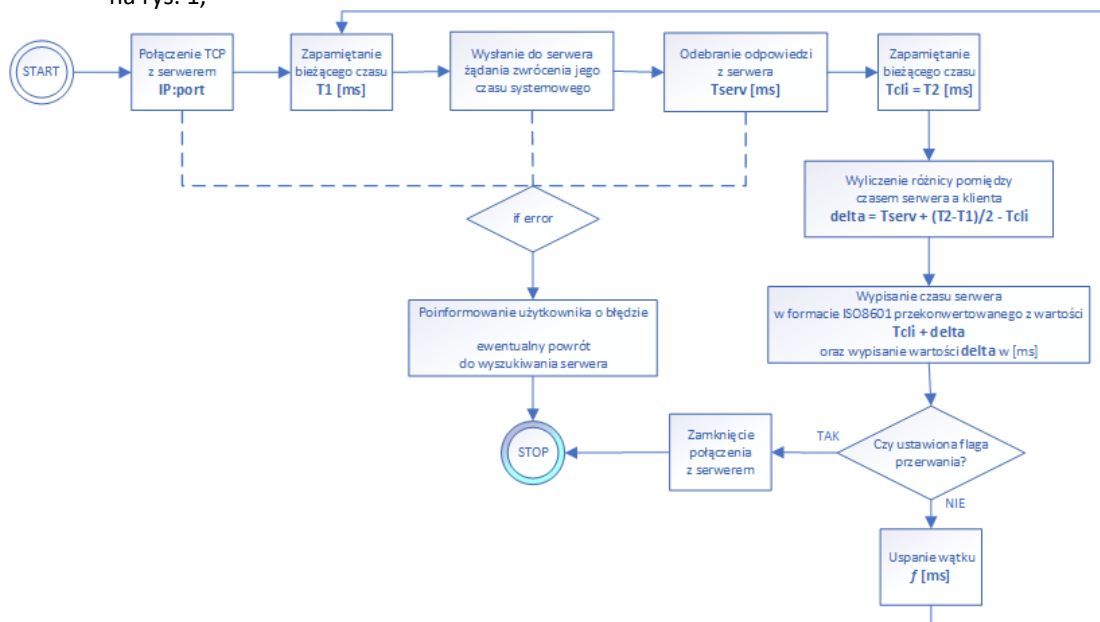 na rys. 1,
START
Połączenie TCP
z serwerem
IP:port
Zapamiętanie
bieżącego czasu
T1 [ms]
Wysłanie do serwera
żądania zwrócenia jego
czasu systemowego
Odebranie odpowiedzi
z serwera
Tserv [ms]
Zapamiętanie
bieżącego czasu
Tcli = T2 [ms]
Wyliczenie różnicy pomiędzy
czasem serwera a klienta
delta = Tserv + (T2-T1)/2 - Tcli
if error
Wypisanie czasu serwera
w formacie ISO8601 przekonwertowanego z wartości
Tcli + delta
oraz wypisanie wartości delta w [ms]
Poinformowanie użytkownika o błędzie
ewentualny powrót
do wyszukiwania serwera
STOP
Zamknięcie
połączenia
z serwerem
TAK
Czy ustawiona flaga
przerwania?
NIE
Uspanie wątku
f [ms]